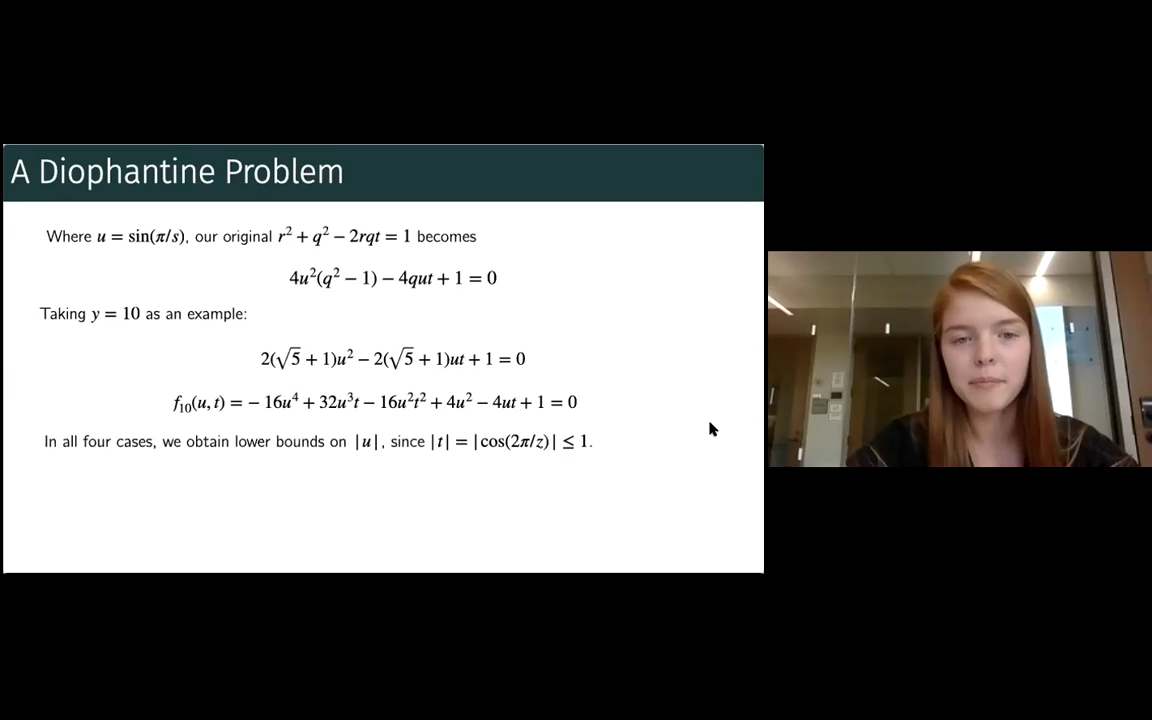 A Diophantine Problem
Where u = sin(π/s), our original r² + q² − 2rqt = 1 becomes
4u²(q² − 1) − 4qut + 1 = 0
Taking y = 10 as an example:
2(√5 + 1)u² − 2(√5 + 1)ut + 1 = 0
f₁₀(u, t) = − 16u⁴ + 32u³t − 16u²t² + 4u² − 4ut + 1 = 0
In all four cases, we obtain lower bounds on |u|, since |t| = |cos(2π/z)| ≤ 1.